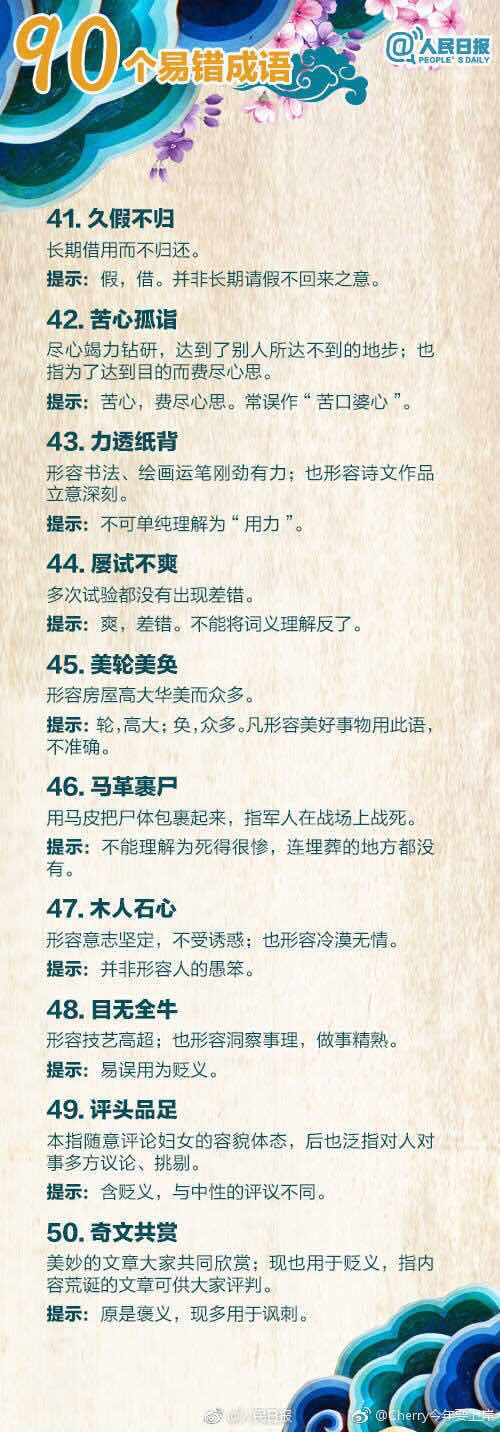 90个易错成语
@人民日报
PEOPLE'S DAILY
41. 久假不归
长期借用而不归还。
提示：假，借。并非长期请假不回来之意。
42. 苦心孤诣
尽心竭力钻研，达到了别人所达不到的地步；也
指为了达到目的而费尽心思。
提示：苦心，费尽心思。常误作“苦口婆心”。
43. 力透纸背
形容书法、绘画运笔刚劲有力；也形容诗文作品
立意深刻。
提示：不可单纯理解为“用力”。
44. 屡试不爽
多次试验都没有出现差错。
提示：爽，差错。不能将词义理解反了。
45. 美轮美奂
形容房屋高大华美而众多。
提示：轮，高大；奂，众多。凡形容美好事物用此语，
不准确。
46. 马革裹尸
用马皮把尸体包裹起来，指军人在战场上战死。
提示：不能理解为死得很惨，连埋葬的地方都没
有。
47. 木人石心
形容意志坚定，不受诱惑；也形容冷漠无情。
提示：并非形容人的愚笨。
48. 目无全牛
形容技艺高超；也形容洞察事理，做事精熟。
提示：易误用为贬义。
49. 评头品足
本指随意评论妇女的容貌体态，后也泛指对人对
事多方议论、挑剔。
提示：含贬义，与中性的评议不同。
50. 奇文共赏
美妙的文章大家共同欣赏；现也用于贬义，指内
容荒诞的文章可供大家评判。
提示：原是褒义，现多用于讽刺。
@人民日报
@Cherry今年要上岸